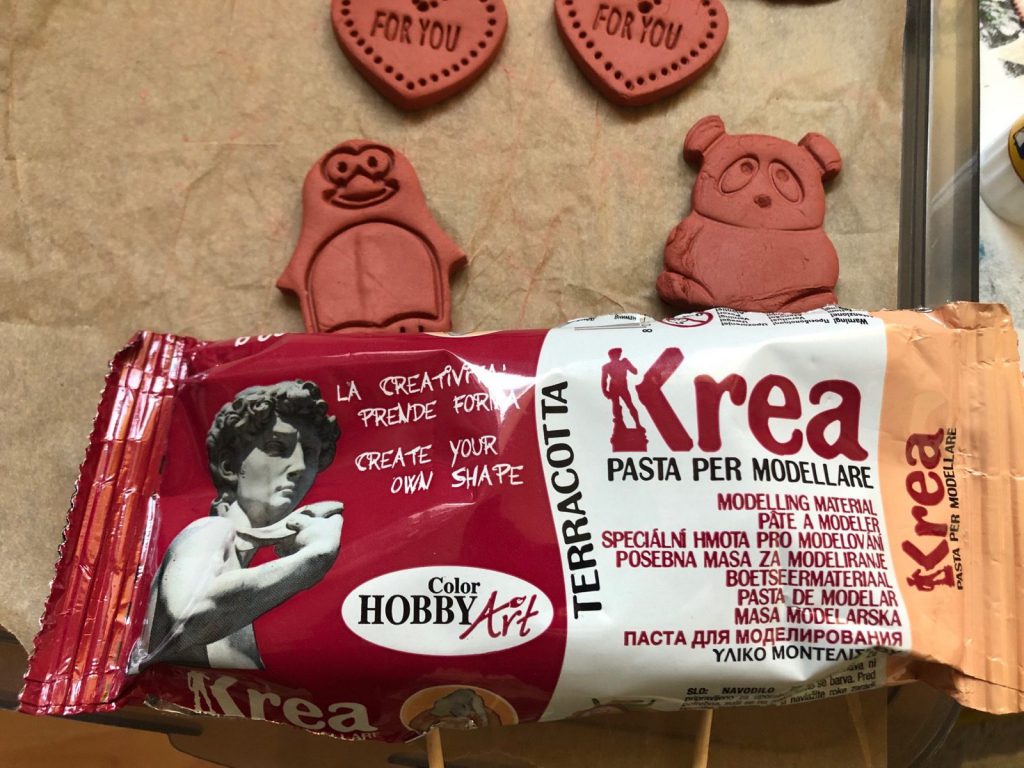 FOR YOU
FOR YOU
LA CREATIVITA'
PRENDE FORMA
CREATE YOUR
OWN SHAPE
Color
HOBBY Art
TERRACOTTA
Krea
PASTA PER MODELLARE
MODELLING MATERIAL
PÂTE A MODELER
SPECIÁLNÍ HMOTA PRO MODELOVÁNÍ
POSEBNA MASA ZA MODELIRANJE
BOETSEERMATERIAAL
PASTA DE MODELAR
MASA MODELARSKA
ПАСТА ДЛЯ МОДЕЛИРОВАНИЯ
ΥΛΙΚΟ
Krea
PASTA PER MODELLARE
Krea
SLO: NAVODILO
Warning!